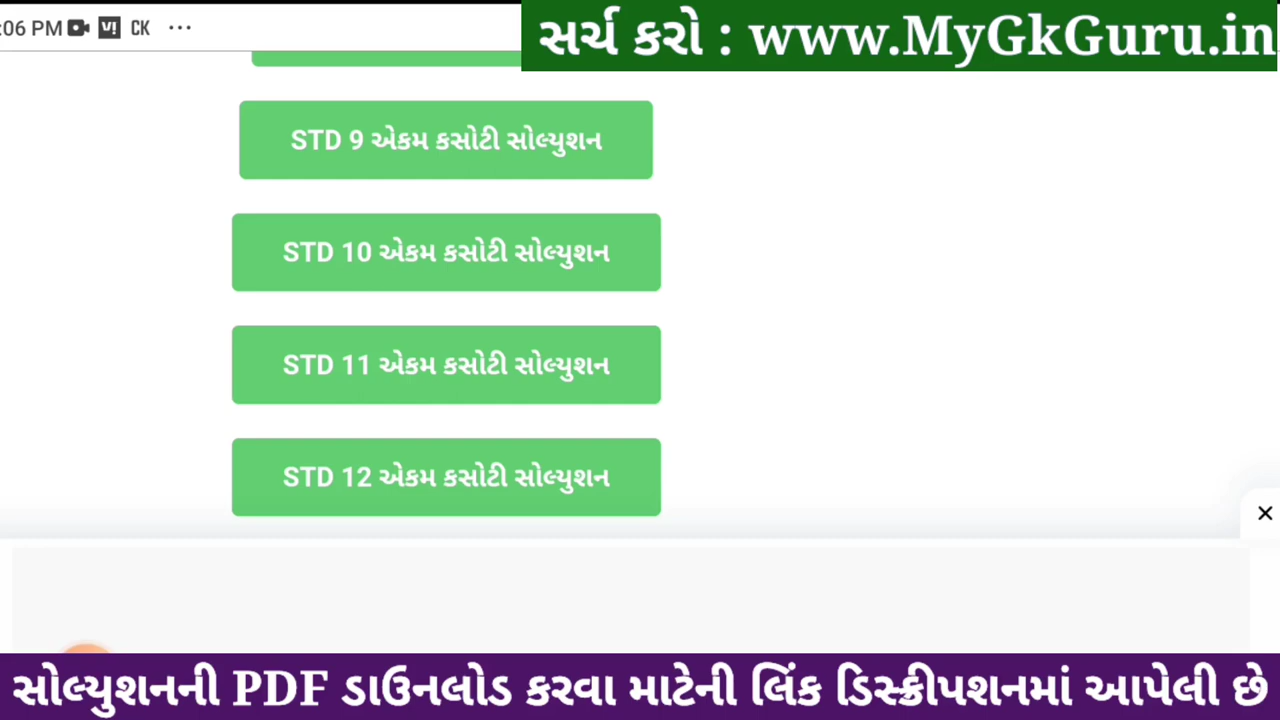 :06 PM V! CK ...
સર્ચ કરો : www.MyGkGuru.in
STD 9 એકમ કસોટી સોલ્યુશન
STD 10 એકમ કસોટી સોલ્યુશન
STD 11 એકમ કસોટી સોલ્યુશન
STD 12 એકમ કસોટી સોલ્યુશન
સોલ્યુશનની PDF ડાઉનલોડ કરવા માટેની લિંક ડિસ્ક્રીપશનમાં આપેલી છે